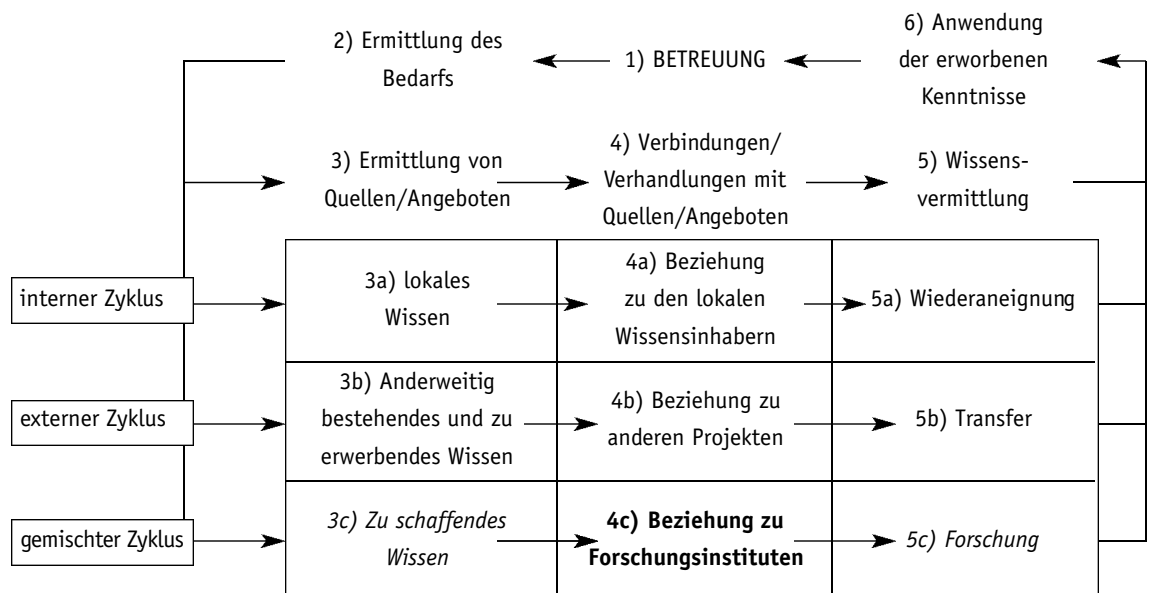 2) Ermittlung des
Bedarfs
1) BETREUUNG
6) Anwendung
der erworbenen
Kenntnisse
3) Ermittlung von
Quellen/Angeboten
4) Verbindungen/
Verhandlungen mit
Quellen/Angeboten
5) Wissens-
vermittlung
interner Zyklus
3a) lokales
Wissen
4a) Beziehung
zu den lokalen
Wissensinhabern
5a) Wiederaneignung
externer Zyklus
3b) Anderweitig
bestehendes und zu
erwerbendes Wissen
4b) Beziehung zu
anderen Projekten
5b) Transfer
gemischter Zyklus
3c) Zu schaffendes
Wissen
4c) Beziehung zu
Forschungsinstituten
5c) Forschung